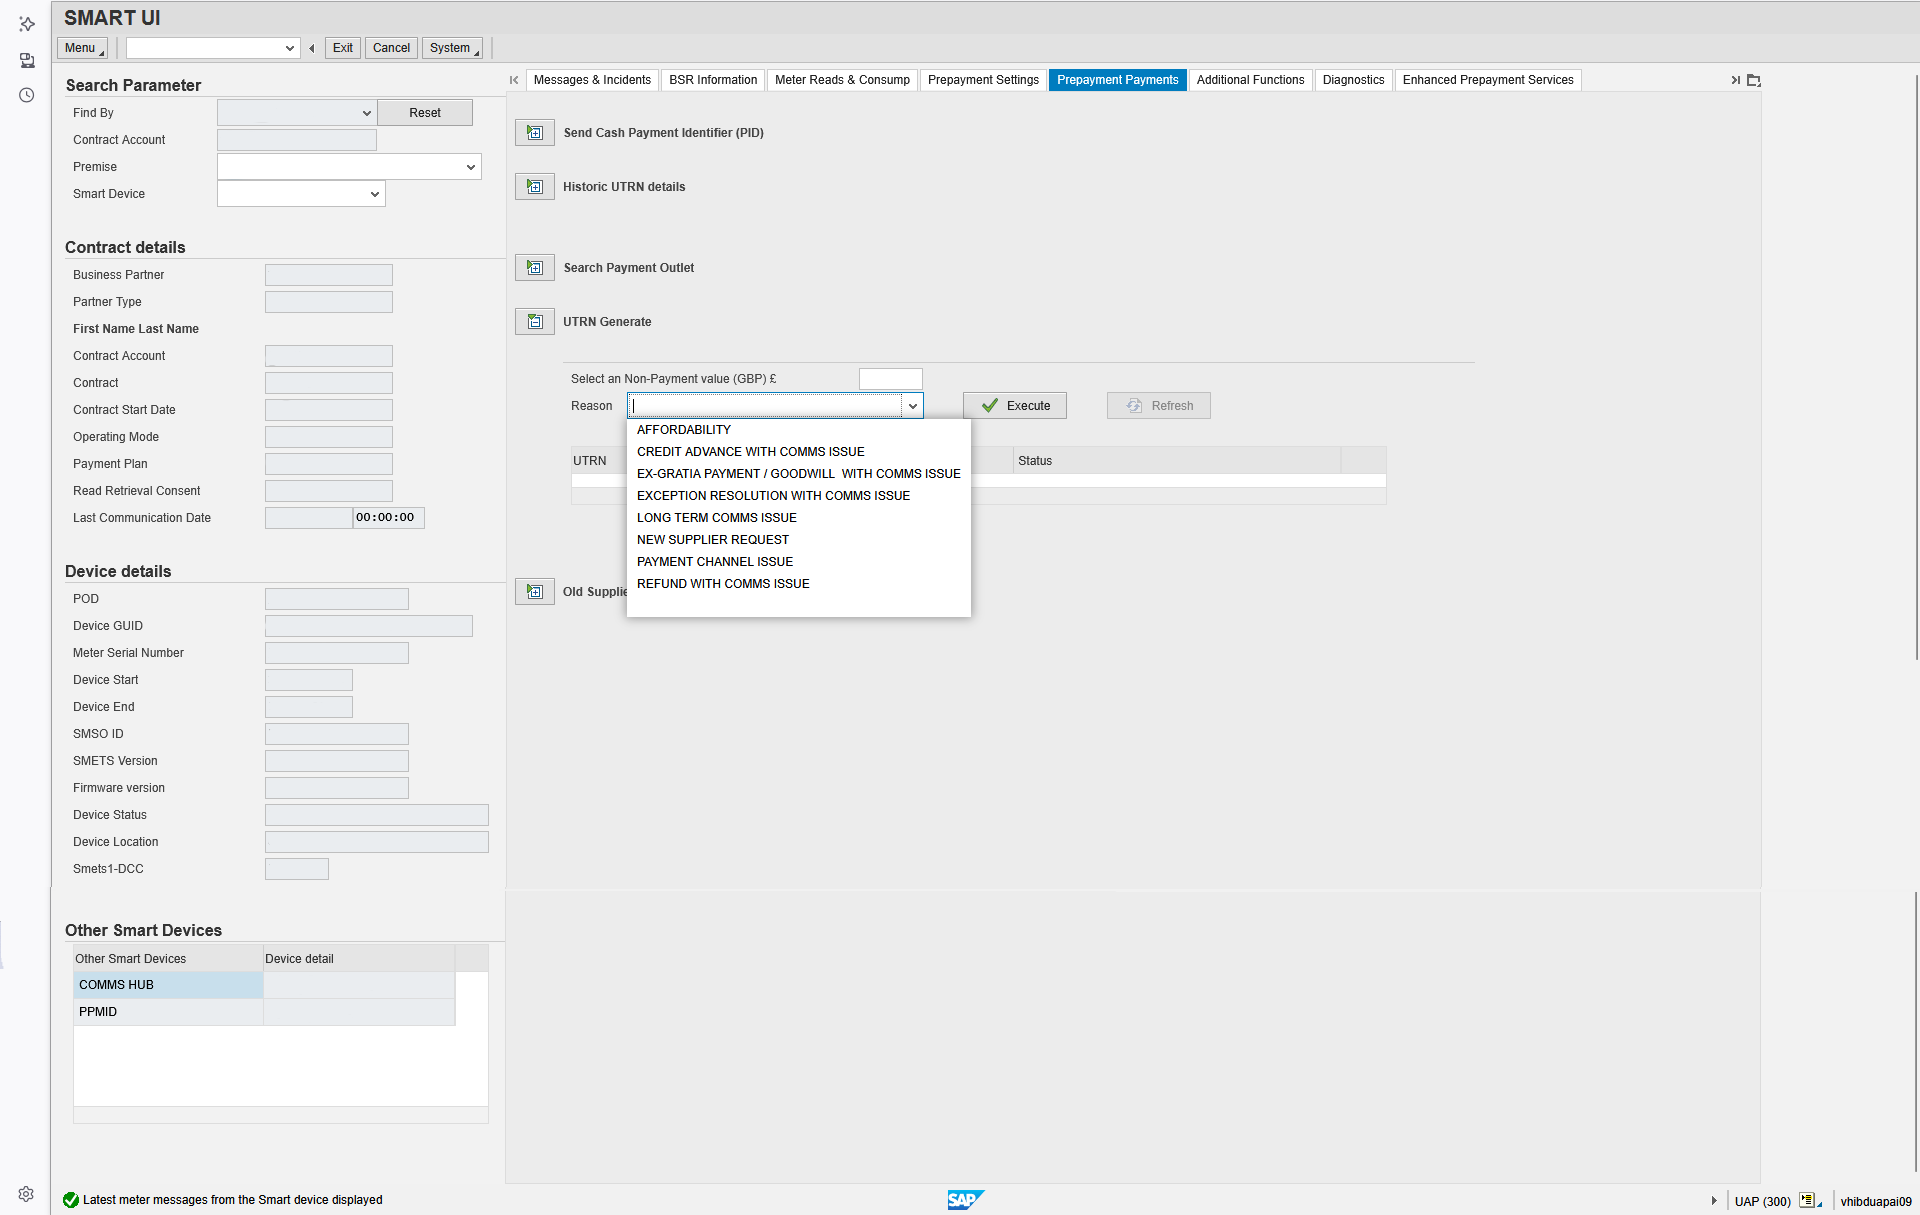 SMART UI
Menu
Exit
Cancel
System
Search Parameter
Find By
Reset
Contract Account
Premise
Smart Device
Contract details
Business Partner
Partner Type
First Name Last Name
Contract Account
Contract
Contract Start Date
Operating Mode
Payment Plan
Read Retrieval Consent
Last Communication Date
00:00:00
Device details
POD
Device GUID
Meter Serial Number
Device Start
Device End
SMSO ID
SMETS Version
Firmware version
Device Status
Device Location
Smets1-DCC
Other Smart Devices
Other Smart Devices
Device detail
COMMS HUB
PPMID
Messages & Incidents
BSR Information
Meter Reads & Consump
Prepayment Settings
Prepayment Payments
Additional Functions
Diagnostics
Enhanced Prepayment Services
Send Cash Payment Identifier (PID)
Historic UTRN details
Search Payment Outlet
UTRN Generate
Select an Non-Payment value (GBP) £
Reason
Execute
Refresh
AFFORDABILITY
CREDIT ADVANCE WITH COMMS ISSUE
EX-GRATIA PAYMENT / GOODWILL  WITH COMMS ISSUE
EXCEPTION RESOLUTION WITH COMMS ISSUE
LONG TERM COMMS ISSUE
NEW SUPPLIER REQUEST
PAYMENT CHANNEL ISSUE
REFUND WITH COMMS ISSUE
UTRN
Status
Old Supplie
Latest meter messages from the Smart device displayed
SAP
UAP (300)
vhibduapai09